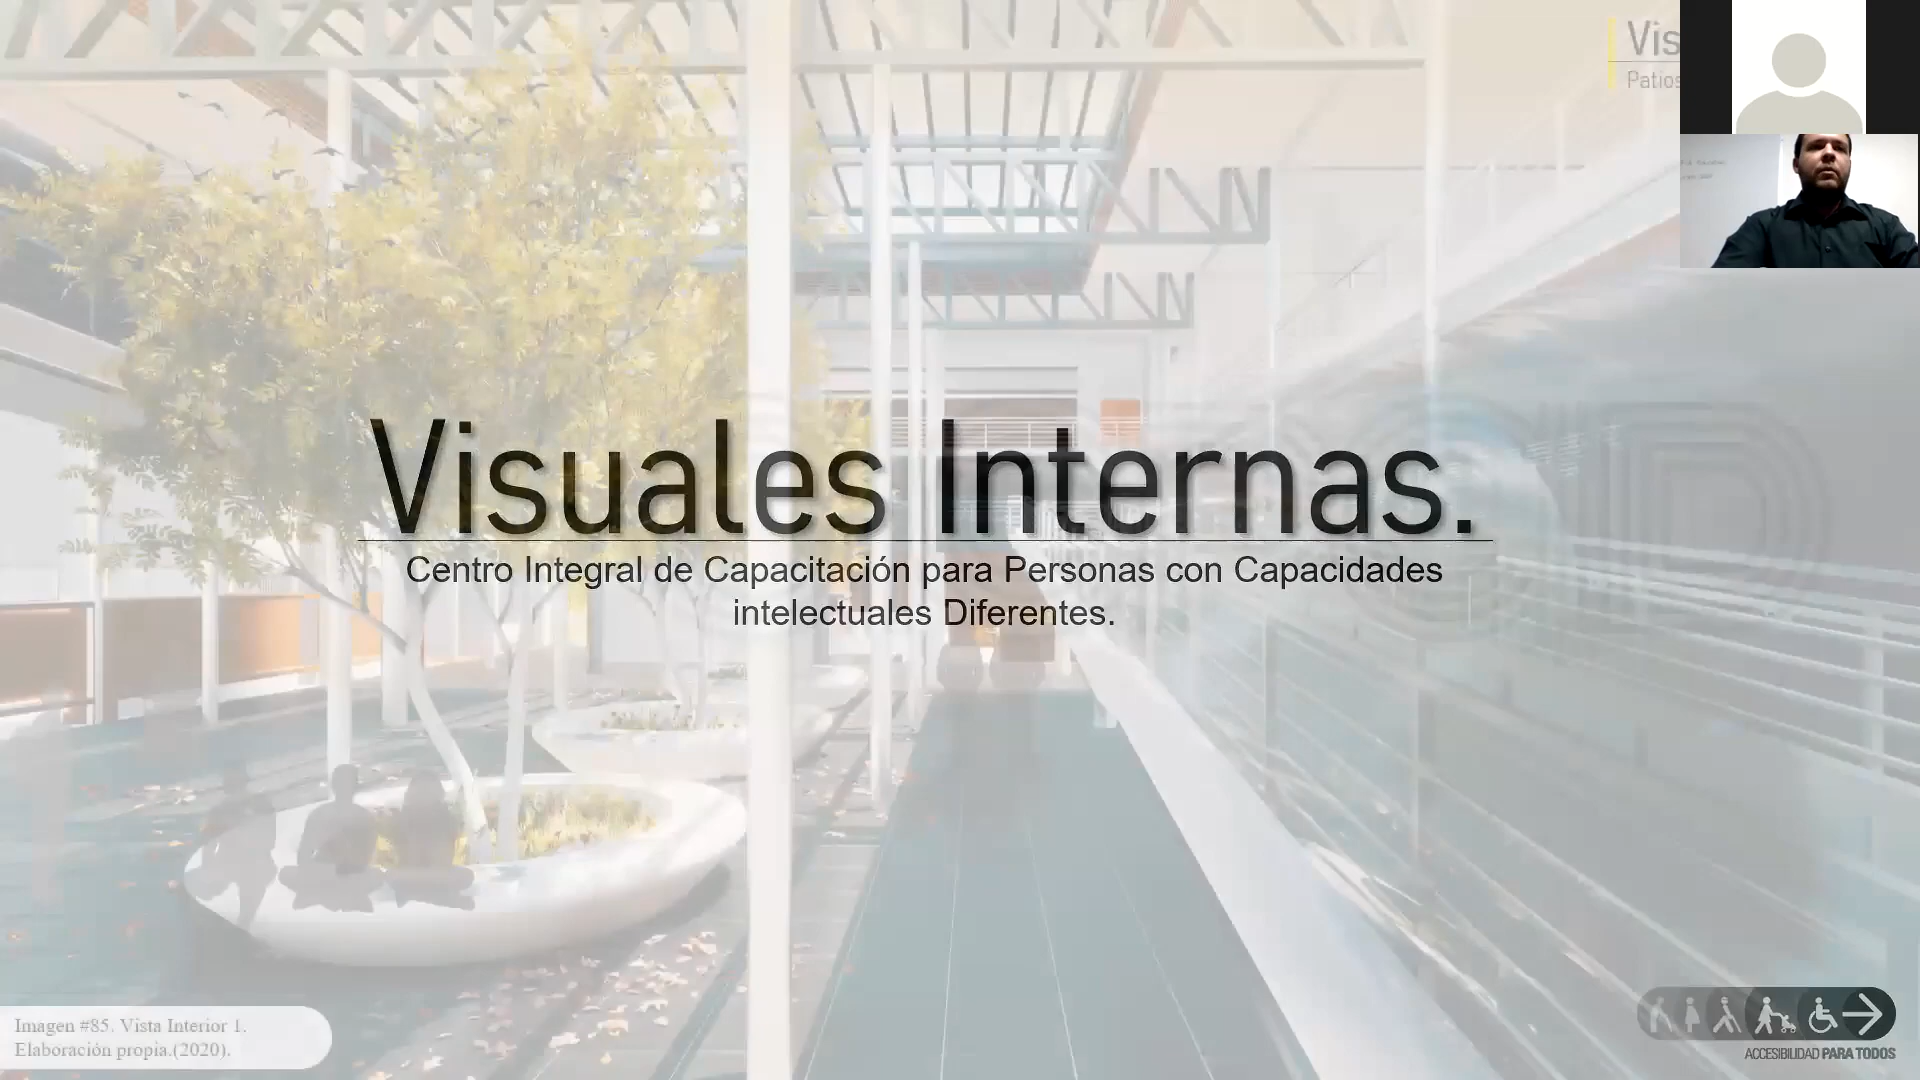 Vis
Patios
Visuales Internas.
Centro Integral de Capacitación para Personas con Capacidades
intelectuales Diferentes.
Imagen #85. Vista Interior 1.
Elaboración propia.(2020).
ACCESIBILIDAD PARA TODOS